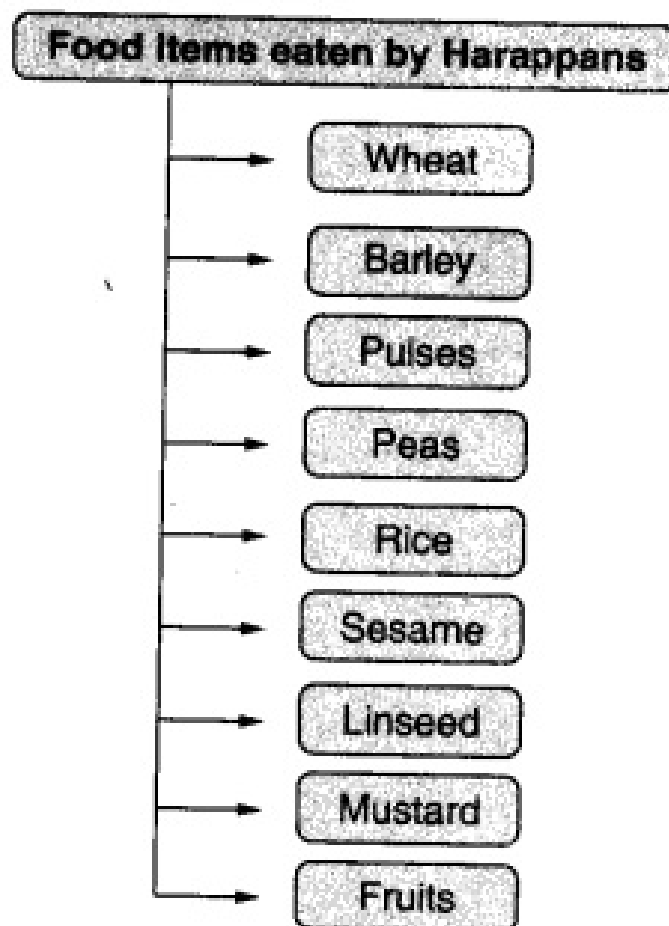 Food Items eaten by Harappans
Wheat
Barley
Pulses
Peas
Rice
Sesame
Linseed
Mustard
Fruits